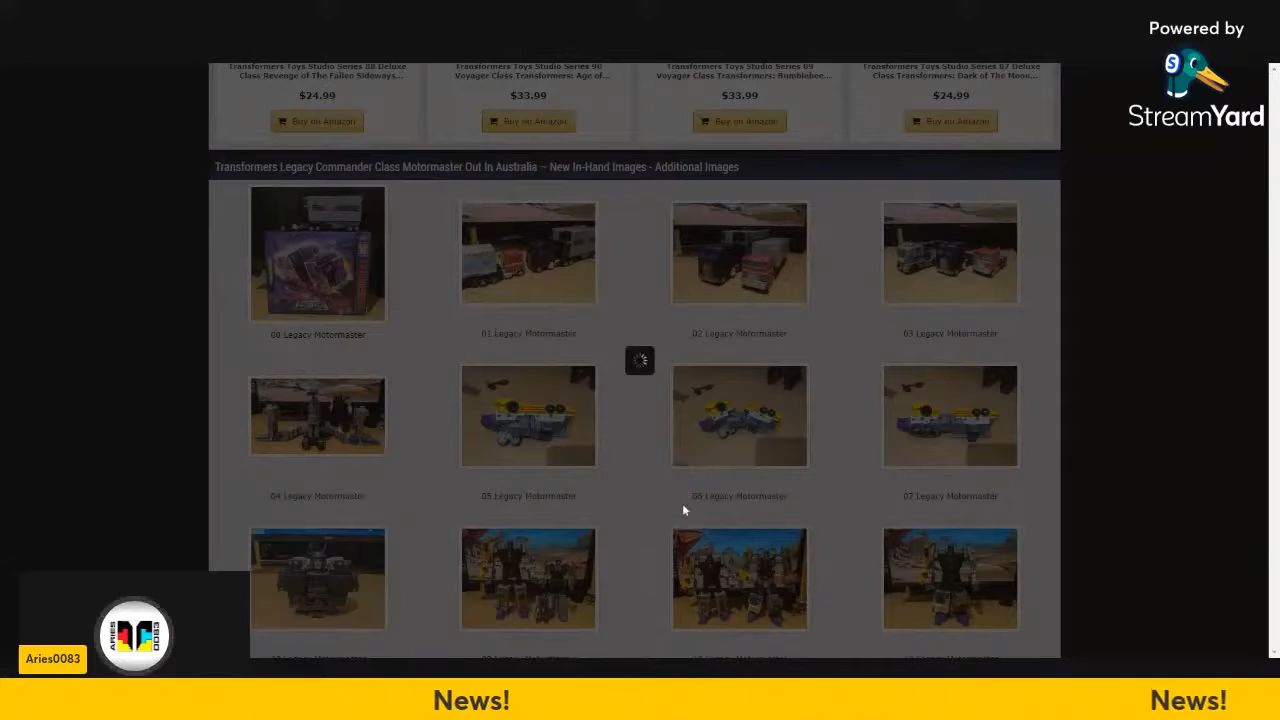 Powered by
StreamYard
Transformers Toys Studio Series 88 Deluxe
Class Revenge of The Fallen Sideways...
$24.99
Buy on Amazon
Transformers Toys Studio Series 90
Voyager Class Transformers: Age of...
$33.99
Buy on Amazon
Voyager Class Transformers: Bumblebee...
$33.99
Buy on Amazon
Transformers Toys Studio Series 87 Deluxe
Class Transformers: Dark of The Moon...
$24.99
Buy on Amazon
Transformers Legacy Commander Class Motormaster Out In Australia – New In-Hand Images - Additional Images
00 Legacy Motormaster
01 Legacy Motormaster
02 Legacy Motormaster
03 Legacy Motormaster
04 Legacy Motormaster
05 Legacy Motormaster
06 Legacy Motormaster
07 Legacy Motormaster
ARIES
0083
Aries0083
News!
News!